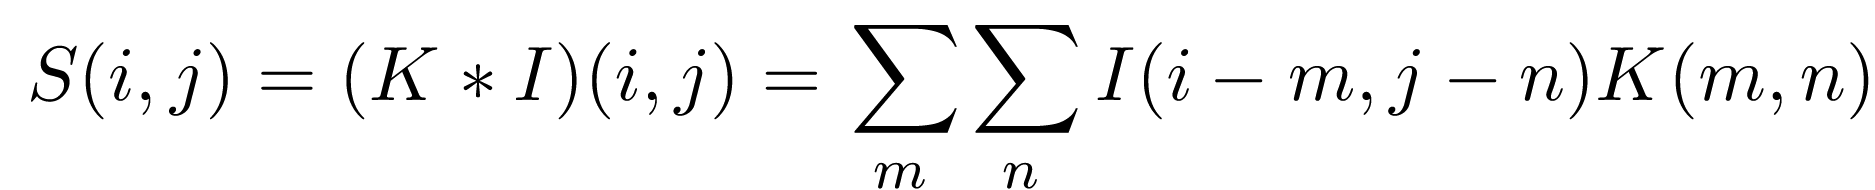 S(i, j) = (K * I)(i, j) = ∑_m ∑_n I(i − m, j − n)K(m, n)